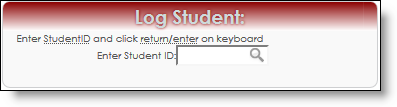 Log Student:
Enter StudentID and click return/enter on keyboard
Enter Student ID: